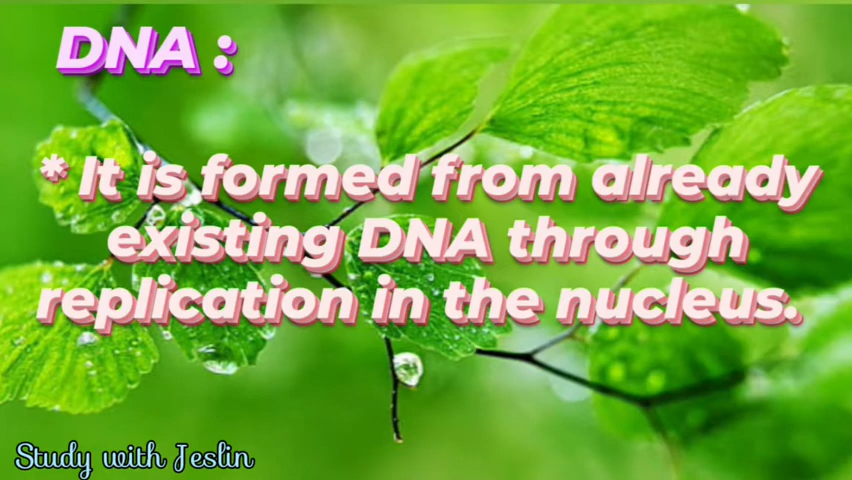 DNA :
* It is formed from already
existing DNA through
replication in the nucleus.
Study with Jeslin